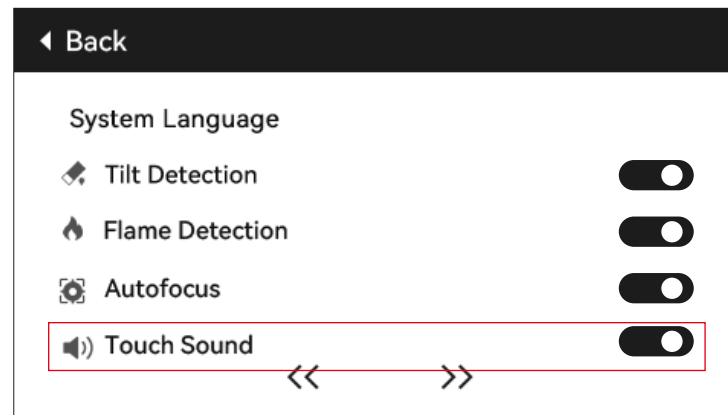 Back
System Language
Tilt Detection
Flame Detection
Autofocus
Touch Sound
<< >>